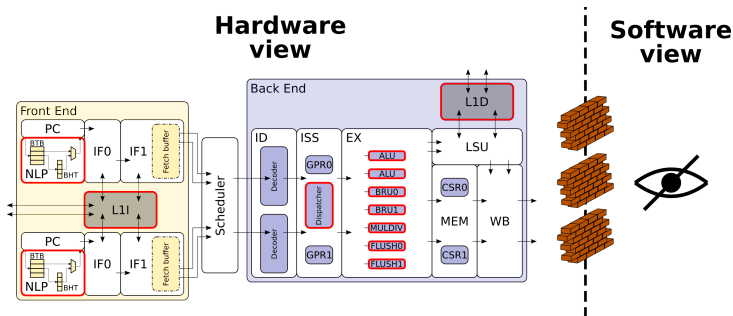 Hardware
view
Software
view
Front End
PC
BTB
NLP
BHT
IF0
IF1
Fetch buffer
L1I
PC
BTB
NLP
BHT
IF0
IF1
Fetch buffer
Scheduler
Back End
ID
Decoder
Decoder
ISS
GPR0
Dispatcher
GPR1
EX
ALU
ALU
BRU0
BRU1
MULDIV
FLUSH0
FLUSH1
L1D
LSU
CSR0
MEM
CSR1
WB